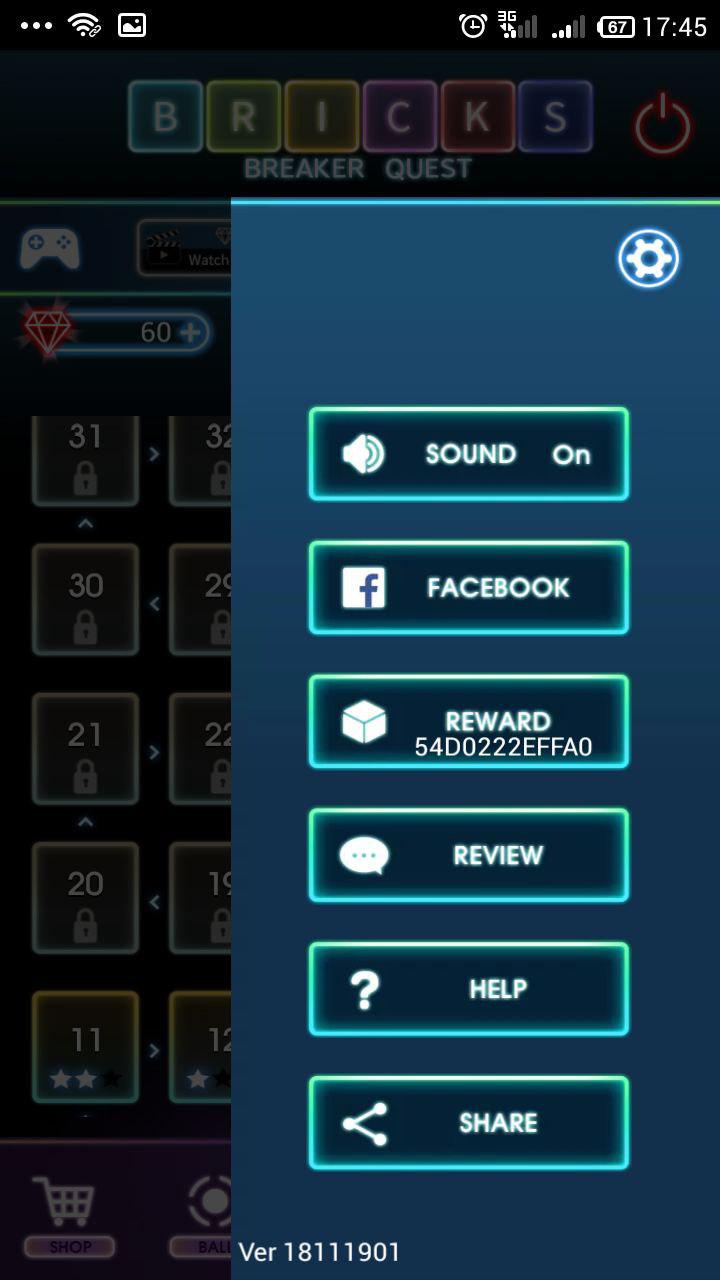 3G 67 17:45
B R I C K S
BREAKER QUEST
Watch
60
31 32
SOUND On
30 29
FACEBOOK
REWARD
54D0222EFFA0
21 22
REVIEW
20 19
HELP
11 12
SHARE
SHOP BALL
Ver 18111901